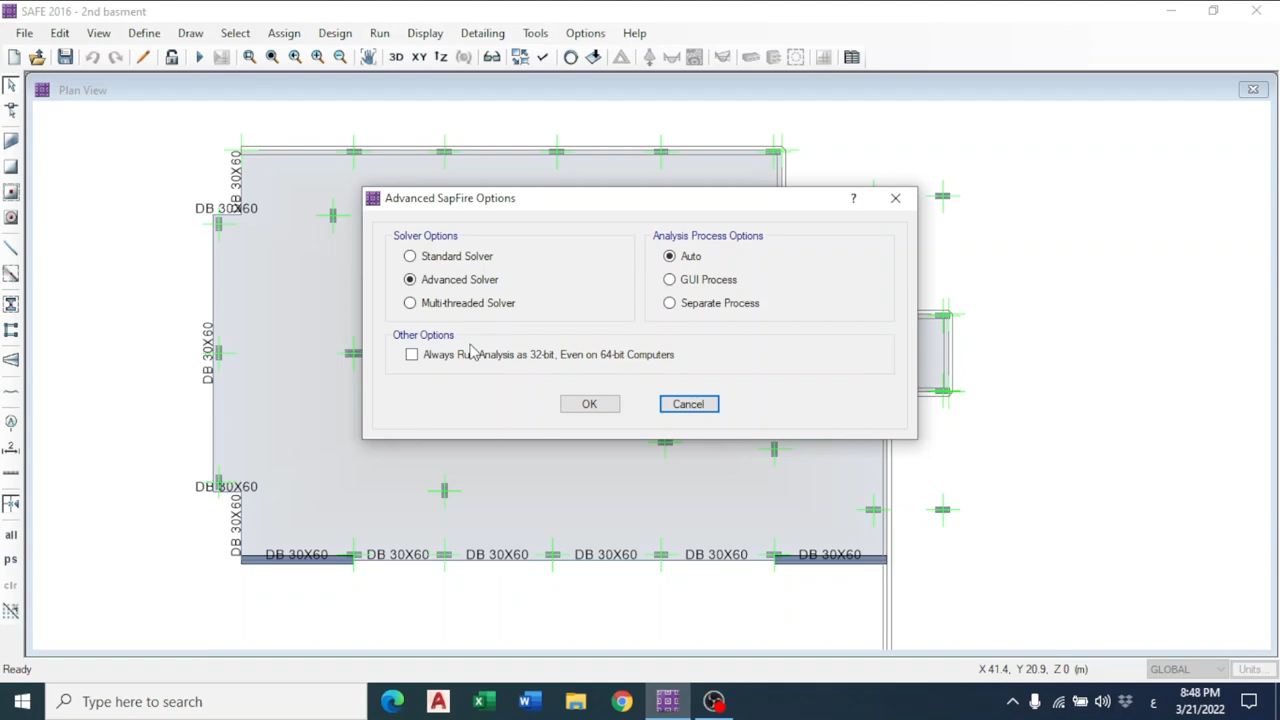 SAFE 2016 - 2nd basment
File Edit View Define Draw Select Assign Design Run Display Detailing Tools Options Help
3D XY
Plan View
DB 30X60
DB 30X60
Advanced SapFire Options
?
Solver Options
Analysis Process Options
Standard Solver
Auto
Advanced Solver
GUI Process
Multi-threaded Solver
Separate Process
Other Options
DB 30X60
Always Run Analysis as 32-bit, Even on 64-bit Computers
OK
Cancel
DB 30X60
DB 30X60
DB 30X60 DB 30X60 DB 30X60 DB 30X60 DB 30X60 DB 30X60
all
ps
clr
Ready
X 41.4, Y 20.9, Z 0 (m)
GLOBAL
Units...
Type here to search
ع
8:48 PM
3/21/2022